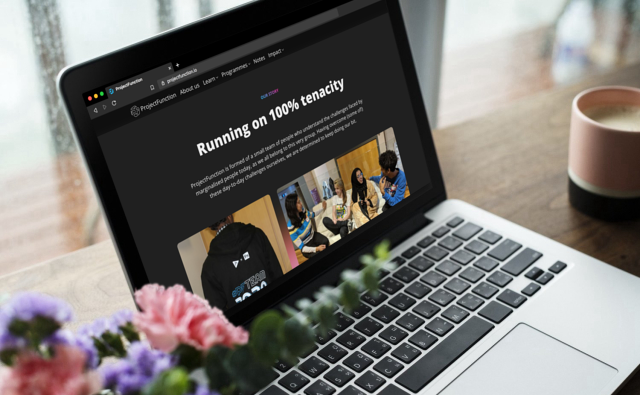 ProjectFunction
projectfunction.io
ProjectFunction About us Learn Programmes Notes Impact
OUR STORY
Running on 100% tenacity
ProjectFunction is formed of a small team of people who understand the challenges faced by
marginalised people today, as we all belong to this very group. Having overcome (some of)
these day-to-day challenges ourselves, we are determined to keep doing our bit.